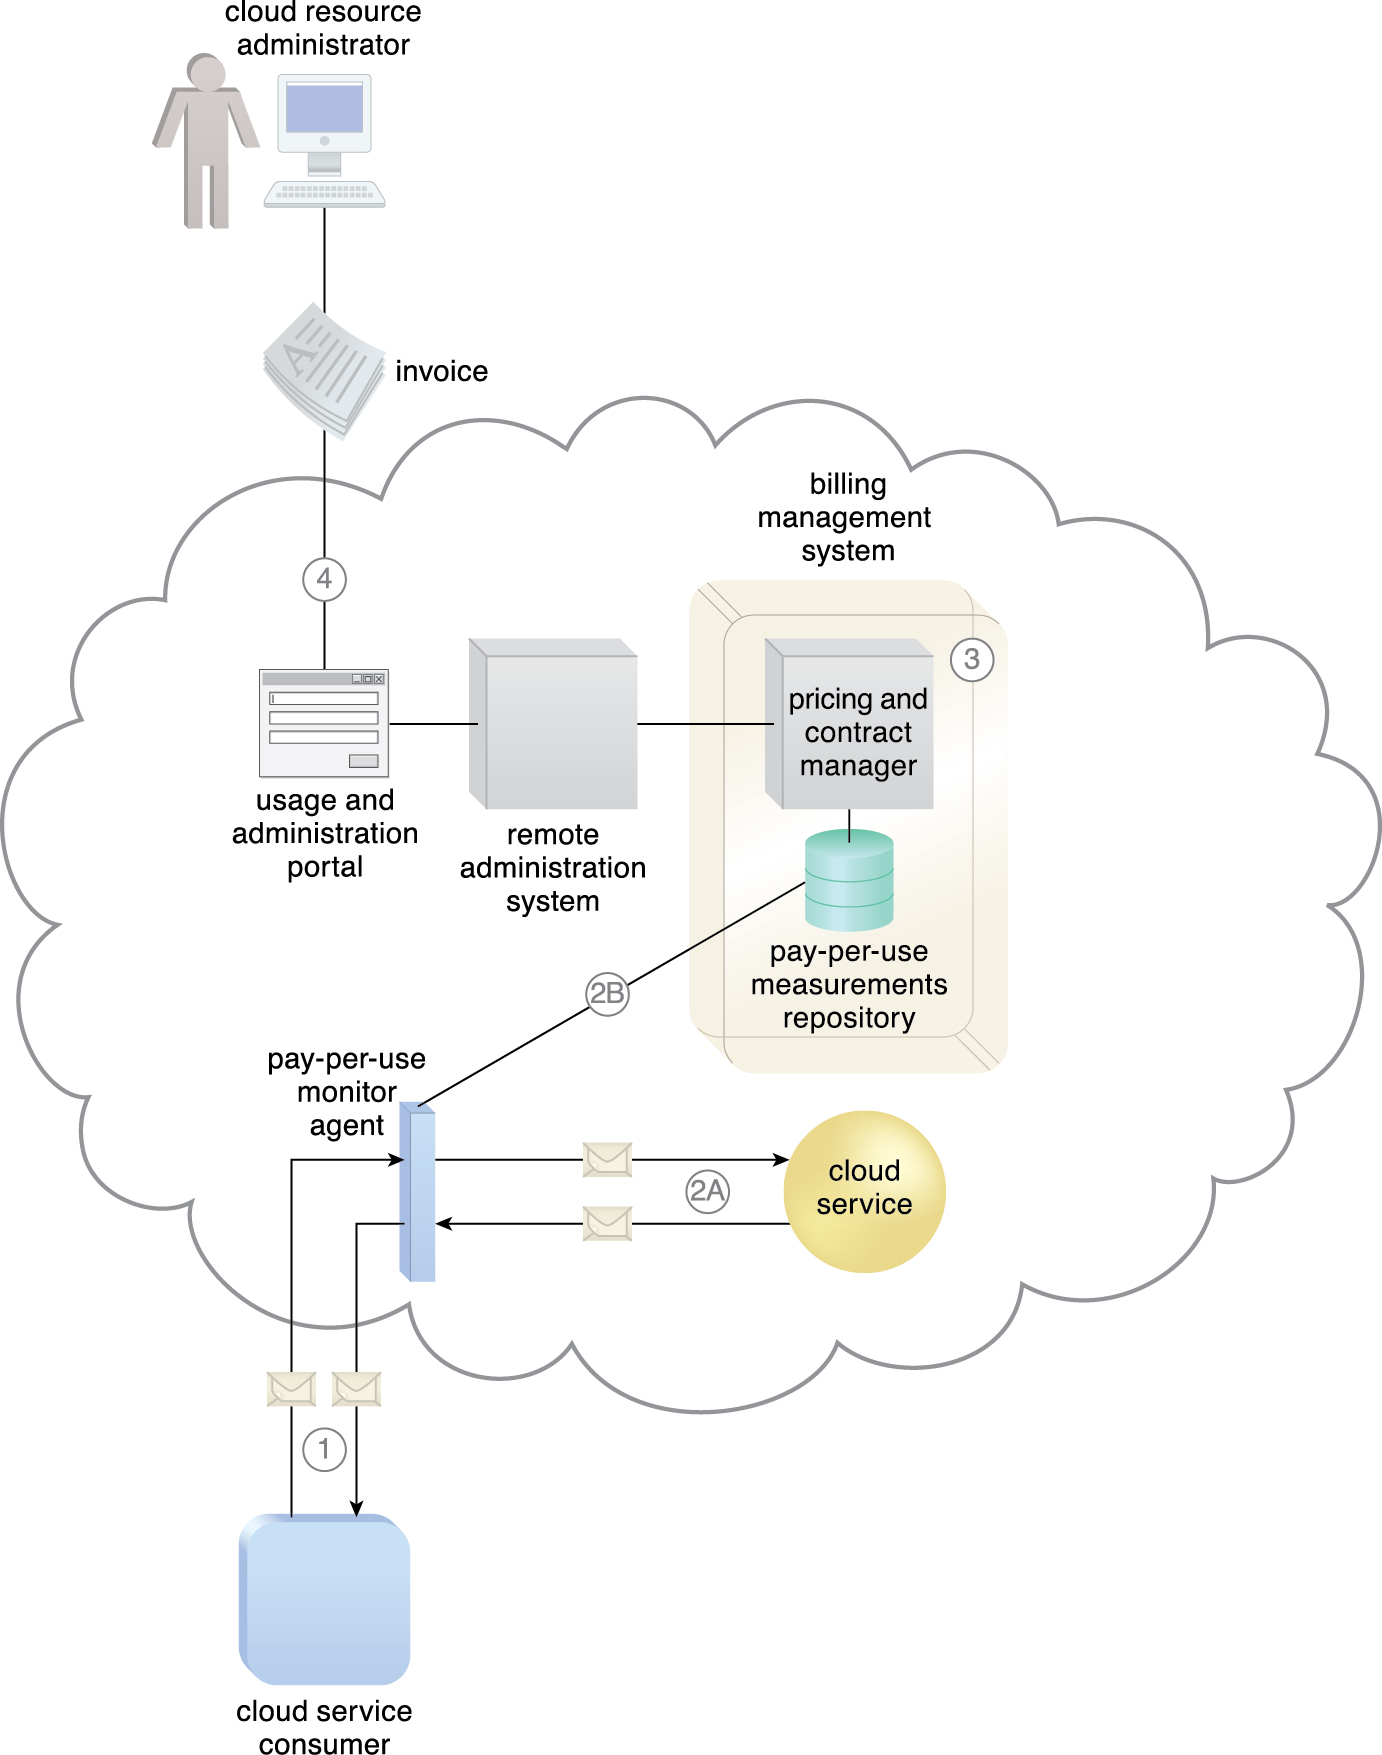 cloud resource
administrator
invoice
billing
management
system
4
3
pricing and
contract
manager
usage and
administration
portal
remote
administration
system
pay-per-use
measurements
repository
2B
pay-per-use
monitor
agent
cloud
service
2A
1
cloud service
consumer